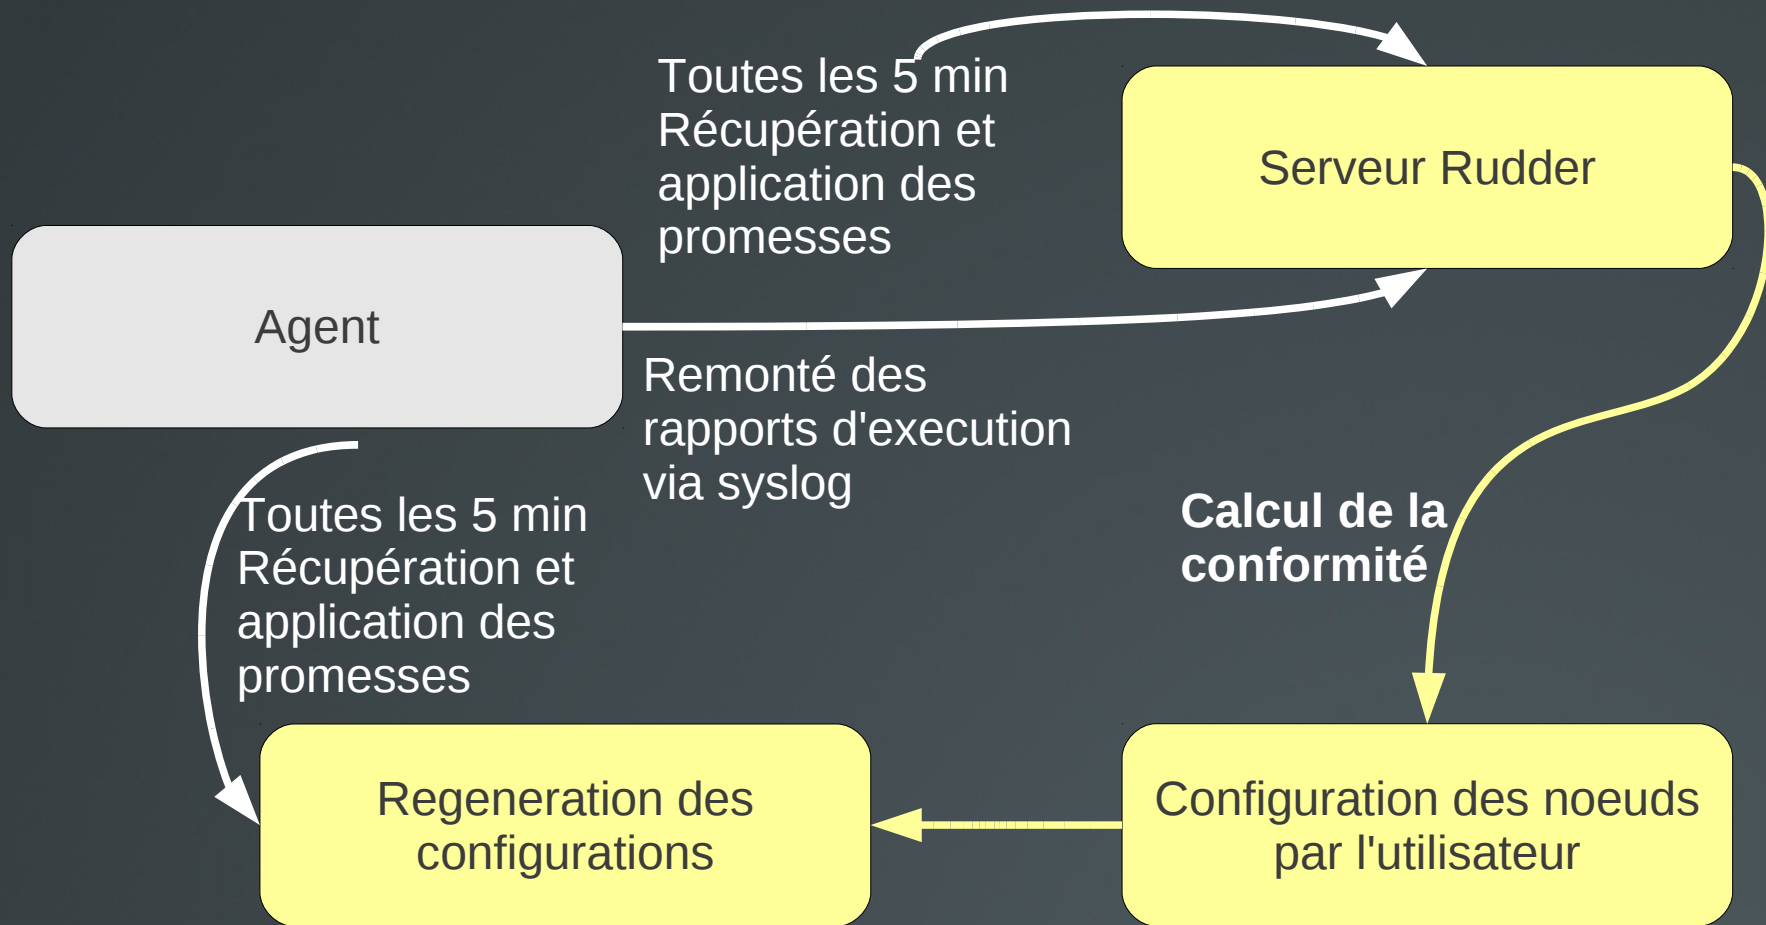 Toutes les 5 min
Récupération et
application des
promesses
Serveur Rudder
Agent
Remonté des
rapports d'execution
via syslog
Toutes les 5 min
Récupération et
application des
promesses
Calcul de la
conformité
Regeneration des
configurations
Configuration des noeuds
par l'utilisateur